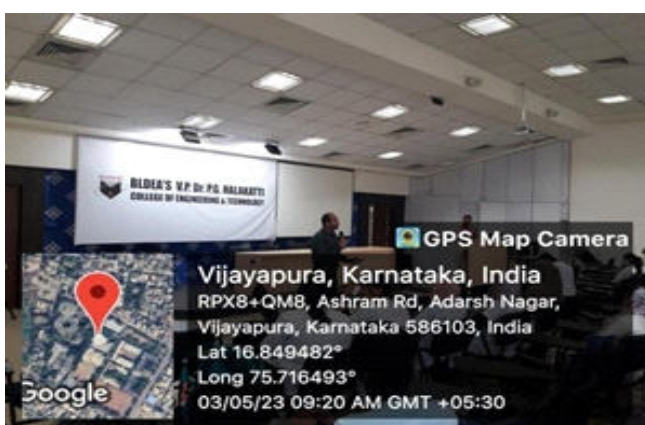 BLDEA'S V.P. Dr. P.G. HALAKATTI
COLLEGE OF ENGINEERING & TECHNOLOGY
GPS Map Camera
Vijayapura, Karnataka, India
RPX8+QM8, Ashram Rd, Adarsh Nagar,
Vijayapura, Karnataka 586103, India
Lat 16.849482°
Long 75.716493°
03/05/23 09:20 AM GMT +05:30
Google